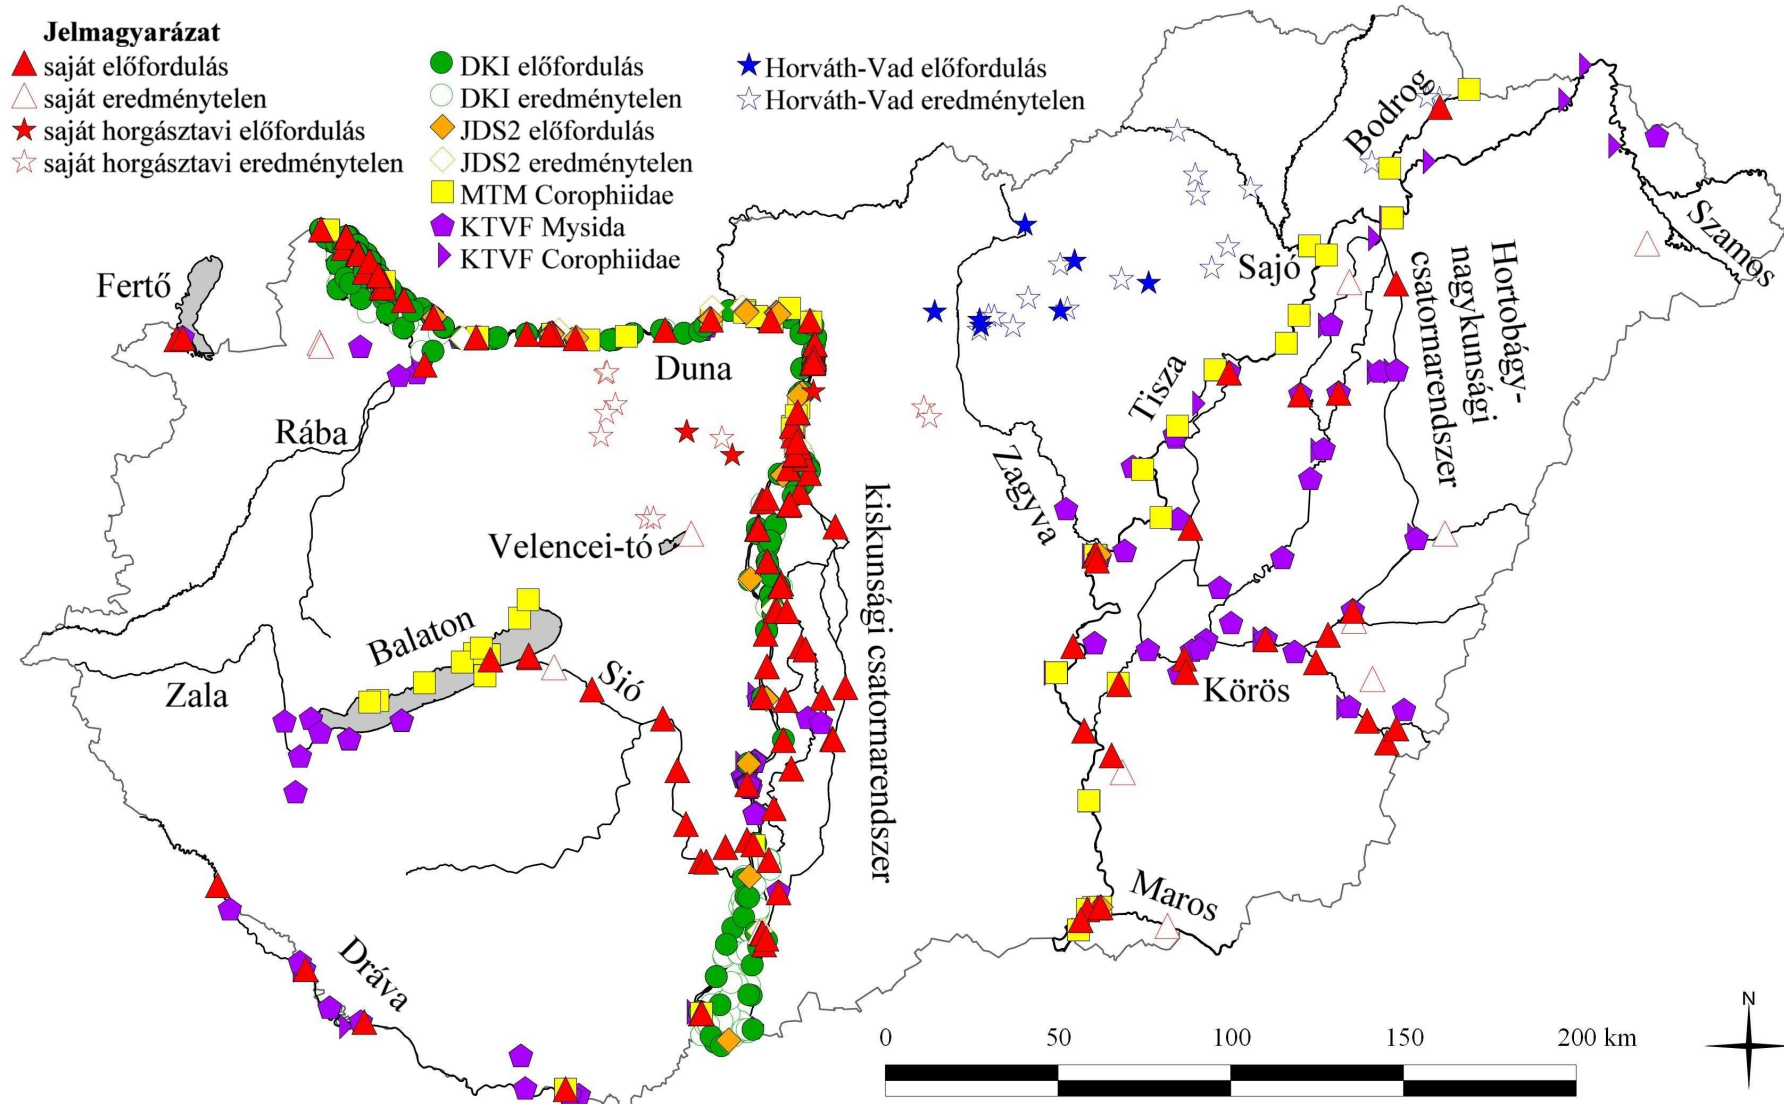 Jelmagyarázat
saját előfordulás
saját eredménytelen
saját horgásztavi előfordulás
saját horgásztavi eredménytelen
DKI előfordulás
DKI eredménytelen
JDS2 előfordulás
JDS2 eredménytelen
MTM Corophiidae
KTVF Mysida
KTVF Corophiidae
Horváth-Vad előfordulás
Horváth-Vad eredménytelen
Bodrog
Szamos
Sajó
Hortobágy-
nagykunsági
csatornarendszer
Fertő
Duna
Tisza
Rába
Zagyva
Velencei-tó
kiskunsági csatornarendszer
Balaton
Sió
Zala
Körös
Maros
Dráva
N
0 50 100 150 200 km